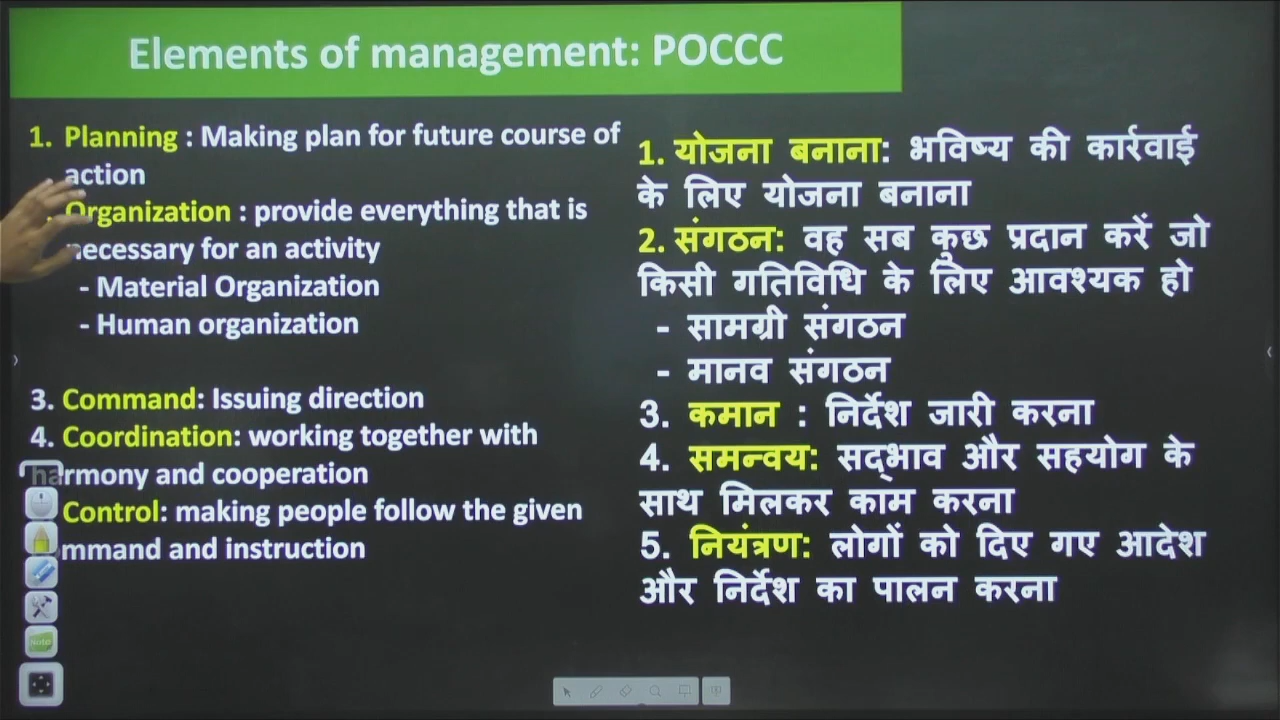 Elements of management: POCCC
1. Planning : Making plan for future course of
action
Organization : provide everything that is
necessary for an activity
- Material Organization
- Human organization
3. Command: Issuing direction
4. Coordination: working together with
harmony and cooperation
Control: making people follow the given
mmand and instruction
1. योजना बनाना: भविष्य की कार्रवाई
के लिए योजना बनाना
2. संगठन: वह सब कुछ प्रदान करें जो
किसी गतिविधि के लिए आवश्यक हो
- सामग्री संगठन
- मानव संगठन
3. कमान : निर्देश जारी करना
4. समन्वय: सद्भाव और सहयोग के
साथ मिलकर काम करना
5. नियंत्रण: लोगों को दिए गए आदेश
और निर्देश का पालन करना